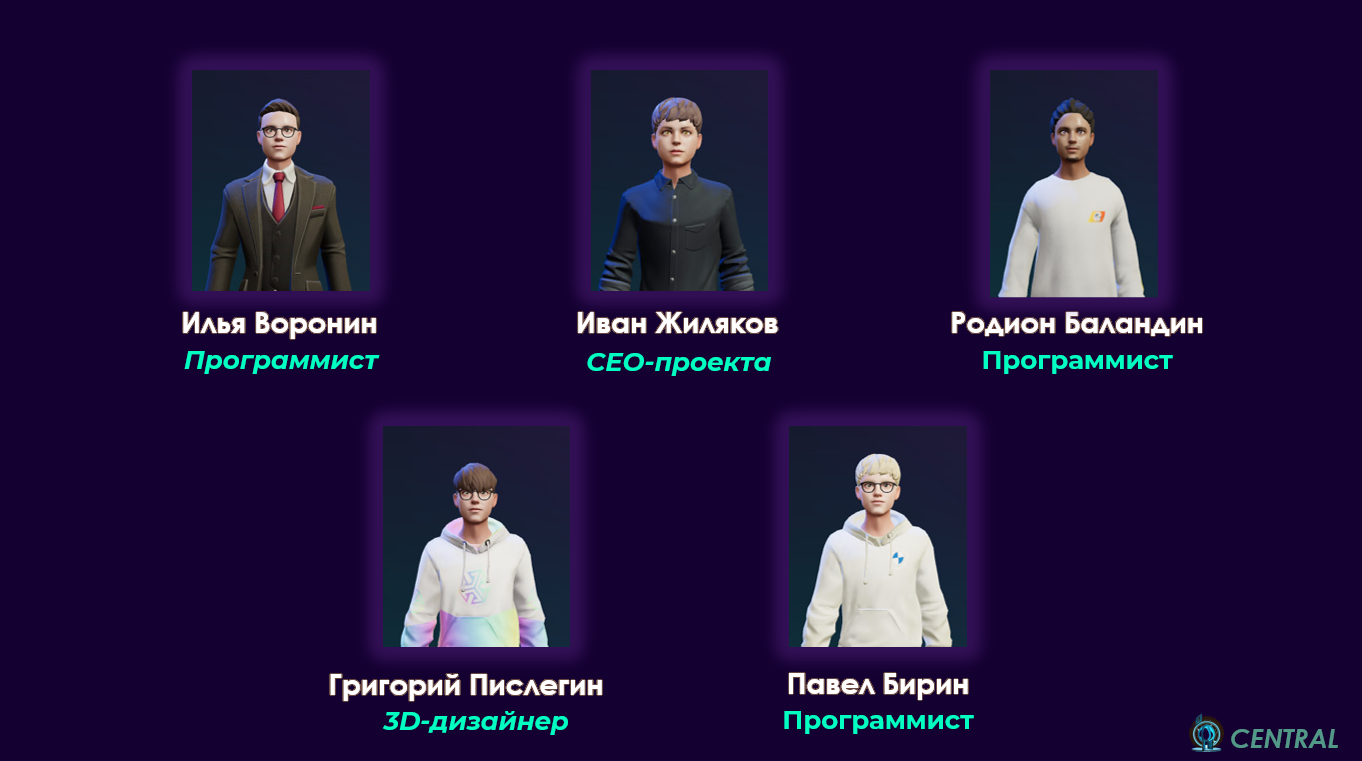 Илья Воронин
Программист
Иван Жиляков
CEO-проекта
Родион Баландин
Программист
Григорий Пислегин
3D-дизайнер
Павел Бирин
Программист
CENTRAL